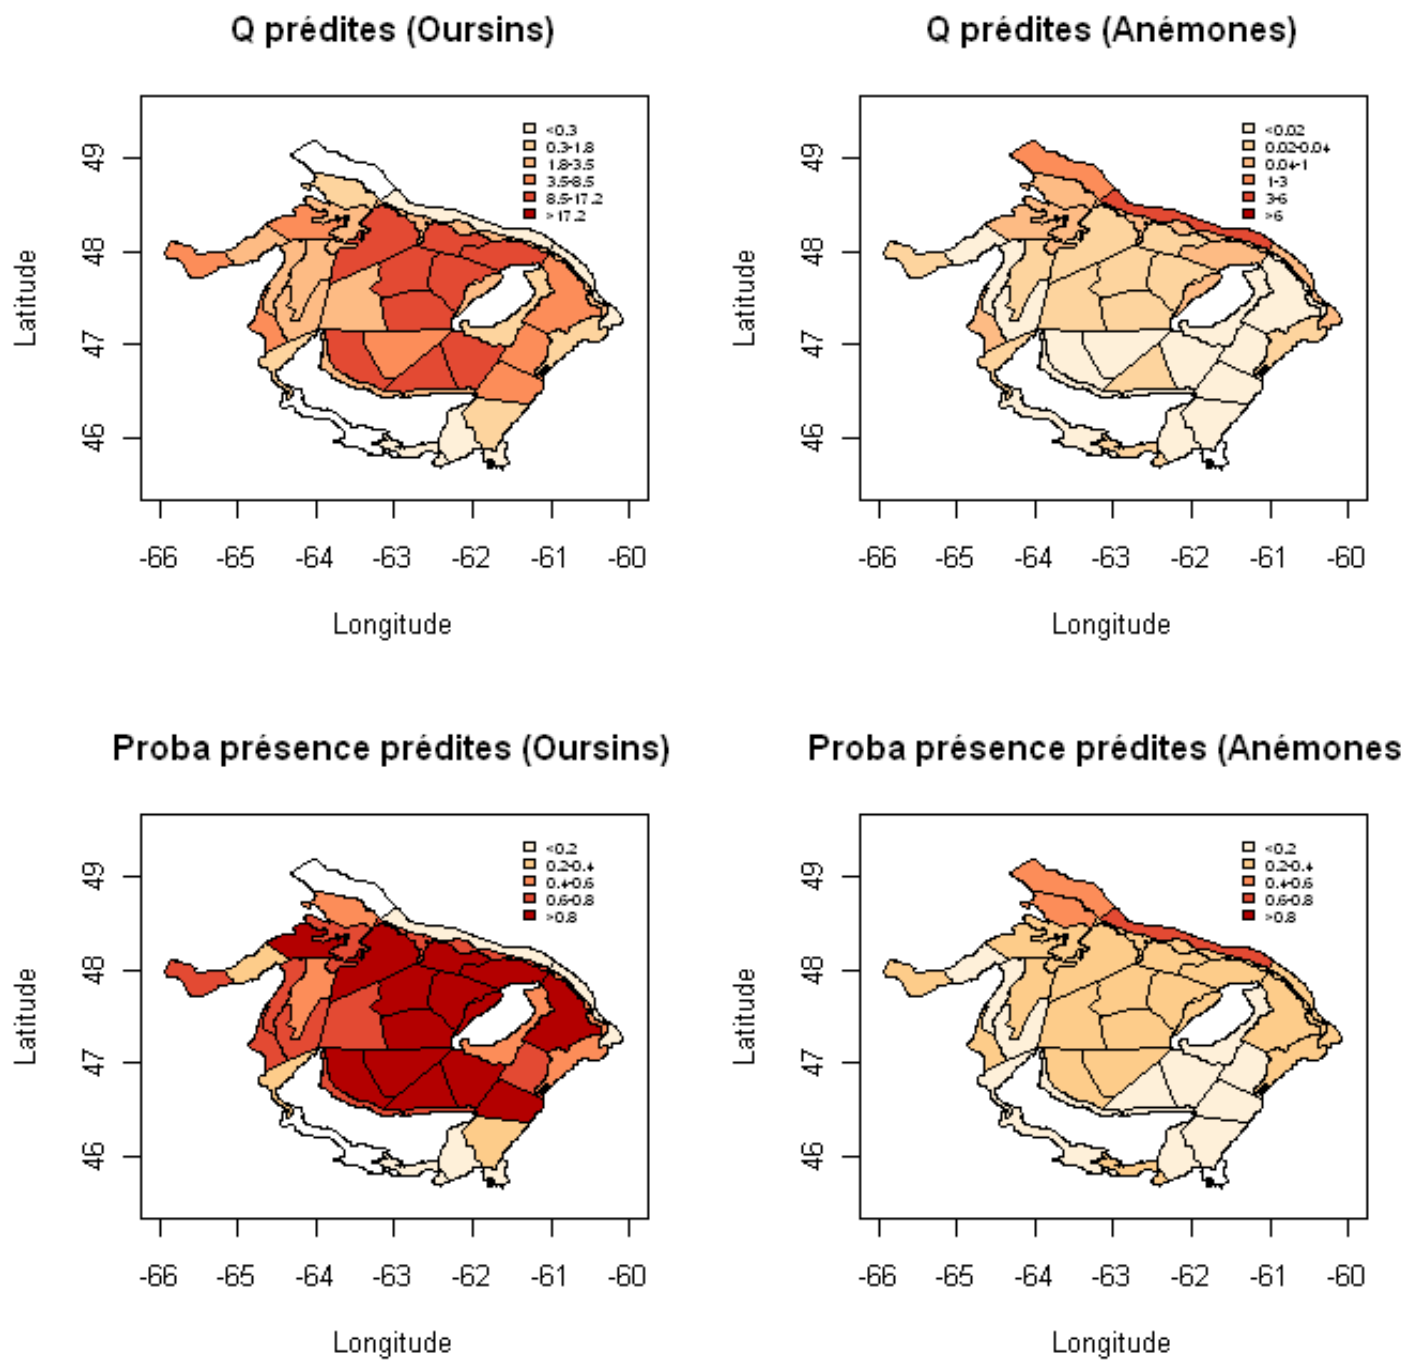 Q prédites (Oursins)
<0.3
0.3-1.8
1.8-3.5
3.5-8.5
8.5-17.2
>17.2
49
48
47
46
Latitude
-66 -65 -64 -63 -62 -61 -60
Longitude
Q prédites (Anémones)
<0.02
0.02-0.04
0.04-1
1-3
3-6
>6
49
48
47
46
Latitude
-66 -65 -64 -63 -62 -61 -60
Longitude
Proba présence prédites (Oursins)
<0.2
0.2-0.4
0.4-0.6
0.6-0.8
>0.8
49
48
47
46
Latitude
-66 -65 -64 -63 -62 -61 -60
Longitude
Proba présence prédites (Anémones
<0.2
0.2-0.4
0.4-0.6
0.6-0.8
>0.8
49
48
47
46
Latitude
-66 -65 -64 -63 -62 -61 -60
Longitude